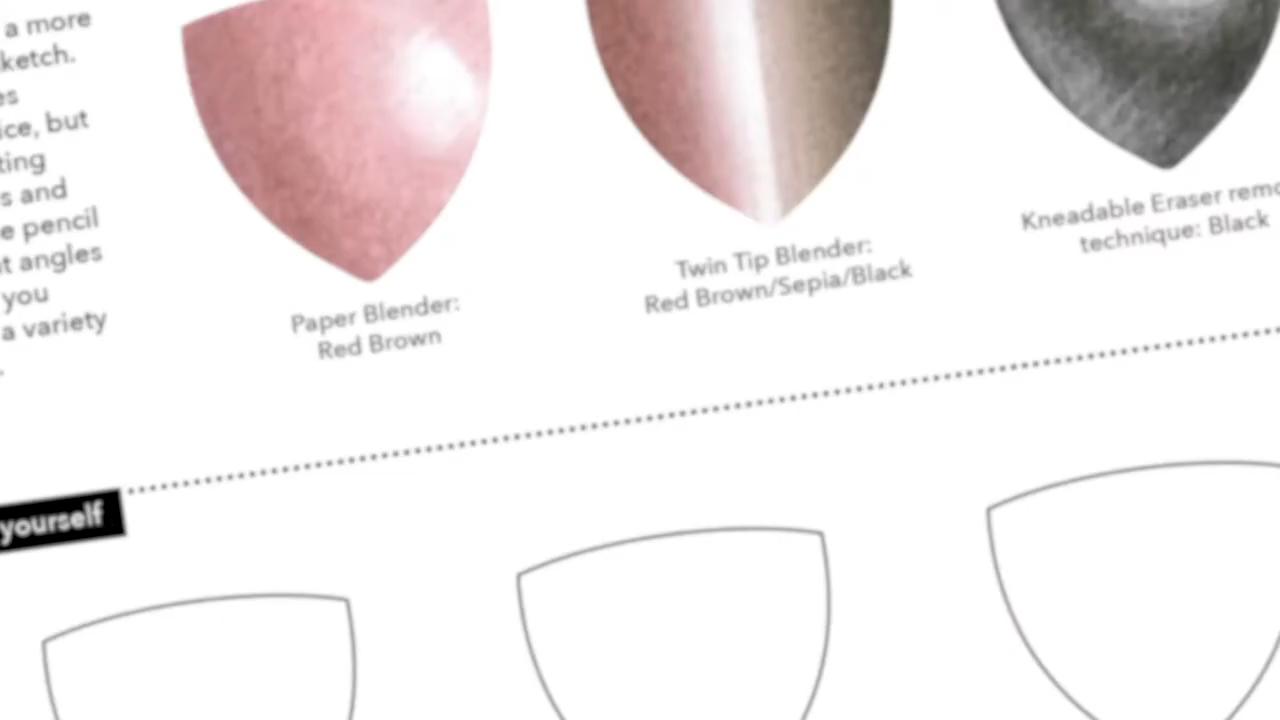 a more
ketch.
es
ice, but
ting
s and
e pencil
t angles
you
a variety
.
Paper Blender:
Red Brown
Twin Tip Blender:
Red Brown/Sepia/Black
Kneadable Eraser remo
technique: Black
yourself